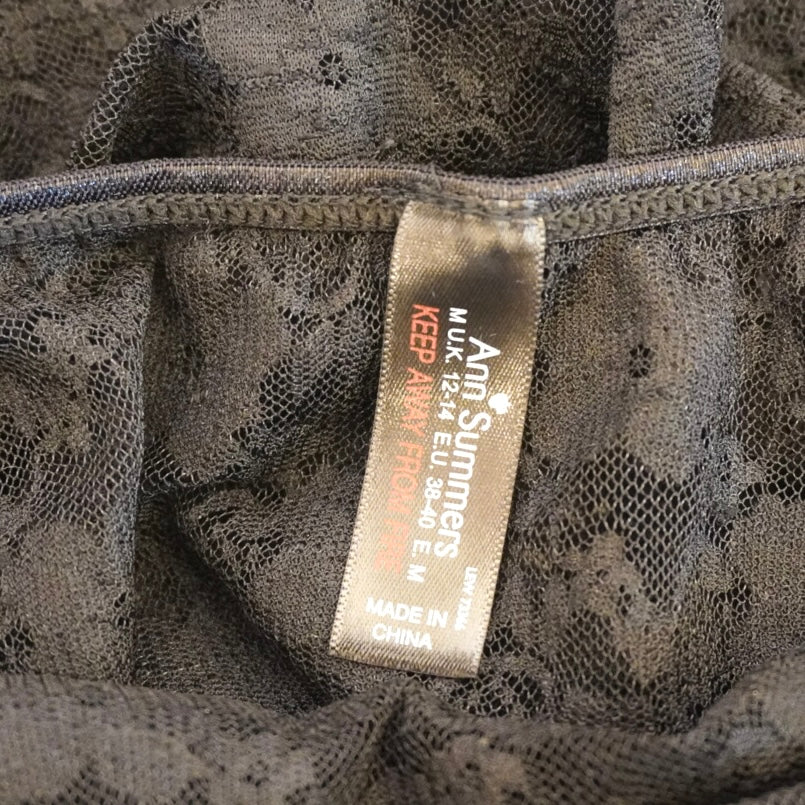 Ann Summers
M U.K 12-14 E.U. 38-40 E. M
KEEP AWAY FROM FIRE
MADE IN
CHINA